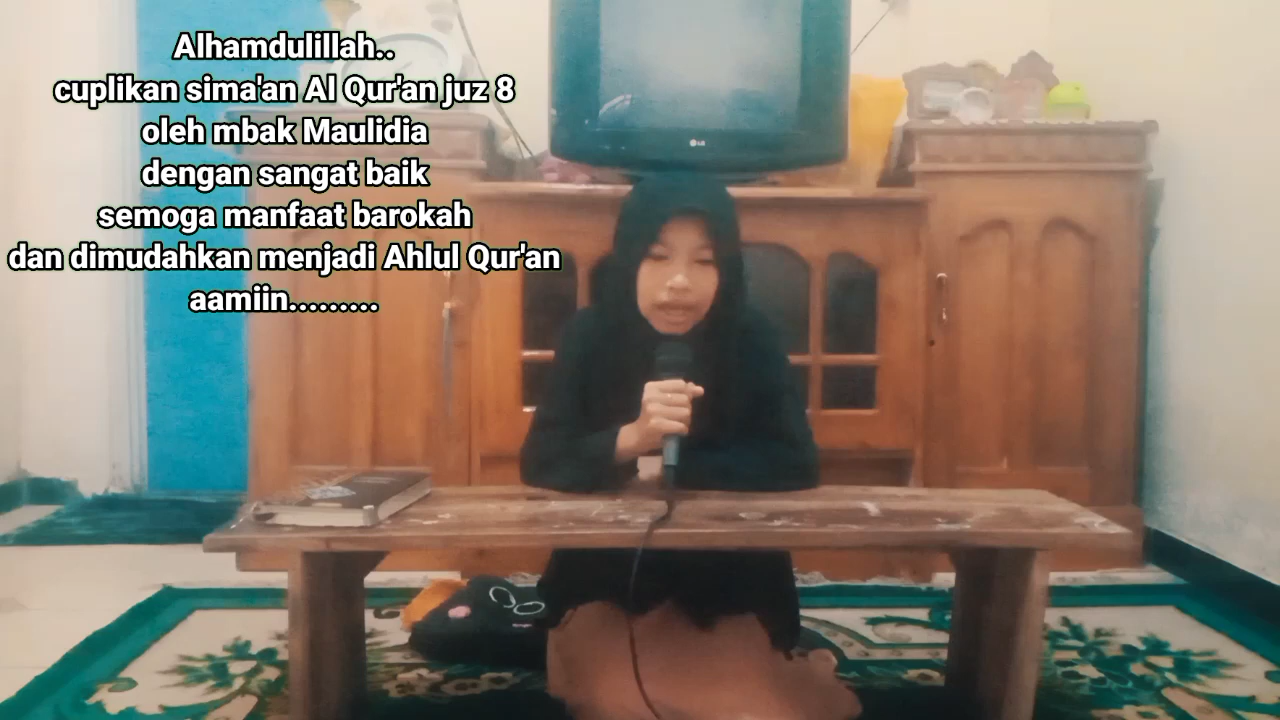 Alhamdulillah..
cuplikan sima'an Al Qur'an juz 8
oleh mbak Maulidia
dengan sangat baik
semoga manfaat barokah
dan dimudahkan menjadi Ahlul Qur'an
aamiin.........
LG